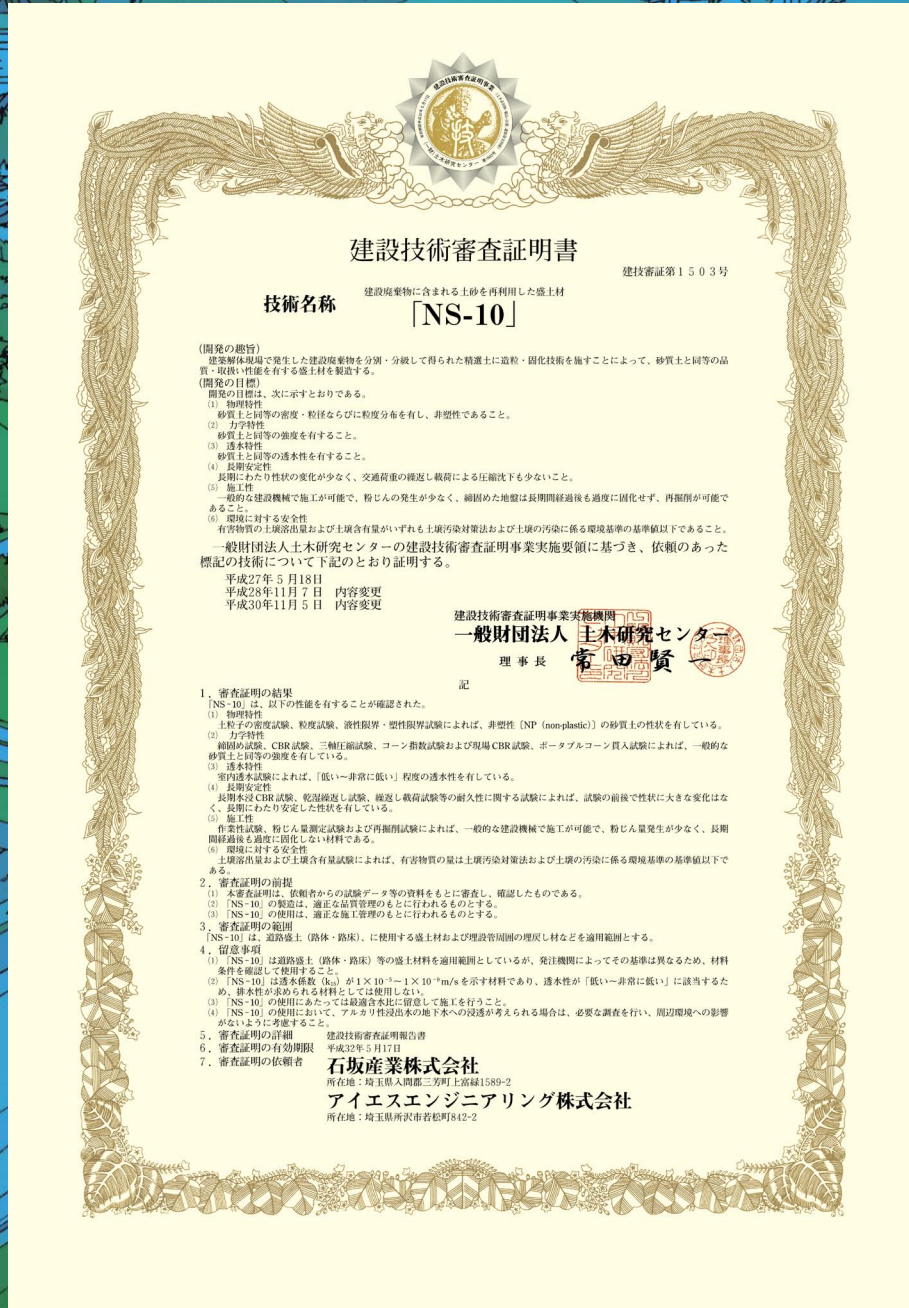 建設技術審査証明事業
(一財)土木研究センター
技
建設技術審査証明書
建技審証第1503号
建設廃棄物に含まれる土砂を再利用した盛土材
技術名称 「NS-10」
(開発の趣旨)
建築解体現場で発生した建設廃棄物を分別・分級して得られた精選土に造粒・固化技術を施すことによって、砂質土と同等の品
質・取扱い性能を有する盛土材を製造する。
(開発の目標)
開発の目標は、次に示すとおりである。
(1) 物理特性
砂質土と同等の密度・粒径ならびに粒度分布を有し、非塑性であること。
(2) 力学特性
砂質土と同等の強度を有すること。
(3) 透水特性
砂質土と同等の透水性を有すること。
(4) 長期安定性
長期にわたり性状の変化が少なく、交通荷重の繰返し載荷による圧縮沈下も少ないこと。
(5) 施工性
一般的な建設機械で施工が可能で、粉じんの発生が少なく、締固めた地盤は長期間経過後も過度に固化せず、再掘削が可能で
あること。
(6) 環境に対する安全性
有害物質の土壌溶出量および土壌含有量がいずれも土壌汚染対策法および土壌の汚染に係る環境基準の基準値以下であること。
一般財団法人土木研究センターの建設技術審査証明事業実施要領に基づき、依頼のあった
標記の技術について下記のとおり証明する。
平成27年5月18日
平成28年11月7日 内容変更
平成30年11月5日 内容変更
建設技術審査証明事業実施機関
一般財団法人 土木研究センター
理事長 常田賢一
記
1.審査証明の結果
「NS-10」は、以下の性能を有することが確認された。
(1) 物理特性
土粒子の密度試験、粒度試験、液性限界・塑性限界試験によれば、非塑性〔NP(non-plastic)〕の砂質土の性状を有している。
(2) 力学特性
締固め試験、CBR試験、三軸圧縮試験、コーン指数試験および現場CBR試験、ポータブルコーン貫入試験によれば、一般的な
砂質土と同等の強度を有している。
(3) 透水特性
室内透水試験によれば、「低い~非常に低い」程度の透水性を有している。
(4) 長期安定性
長期水浸CBR試験、乾湿繰返し試験、繰返し載荷試験等の耐久性に関する試験によれば、試験の前後で性状に大きな変化はな
く、長期にわたり安定した性状を有している。
(5) 施工性
作業性試験、粉じん量測定試験および再掘削試験によれば、一般的な建設機械で施工が可能で、粉じん量発生が少なく、長期
間経過後も過度に固化しない材料である。
(6) 環境に対する安全性
土壌溶出量および土壌含有量試験によれば、有害物質の量は土壌汚染対策法および土壌の汚染に係る環境基準の基準値以下で
ある。
2.審査証明の前提
(1) 本審査証明は、依頼者からの試験データ等の資料をもとに審査し、確認したものである。
(2) 「NS-10」の製造は、適正な品質管理のもとに行われるものとする。
(3) 「NS-10」の使用は、適正な施工管理のもとに行われるものとする。
3.審査証明の範囲
「NS-10」は、道路盛土(路体・路床)、に使用する盛土材および埋設管周囲の埋戻し材などを適用範囲とする。
4.留意事項
(1) 「NS-10」は道路盛土(路体・路床)等の盛土材料を適用範囲としているが、発注機関によってその基準は異なるため、材料
条件を確認して使用すること。
(2) 「NS-10」は透水係数(k₁₅)が1×10⁻⁵~1×10⁻⁹m/sを示す材料であり、透水性が「低い~非常に低い」に該当するた
め、排水性が求められる材料としては使用しない。
(3) 「NS-10」の使用にあたっては最適含水比に留意して施工を行うこと。
(4) 「NS-10」の使用において、アルカリ性浸出水の地下水への浸透が考えられる場合は、必要な調査を行い、周辺環境への影響
がないように考慮すること。
5.審査証明の詳細 建設技術審査証明報告書
6.審査証明の有効期限 平成32年5月17日
7.審査証明の依頼者 石坂産業株式会社
所在地:埼玉県入間郡三芳町上富緑1589-2
アイエスエンジニアリング株式会社
所在地:埼玉県所沢市若松町842-2